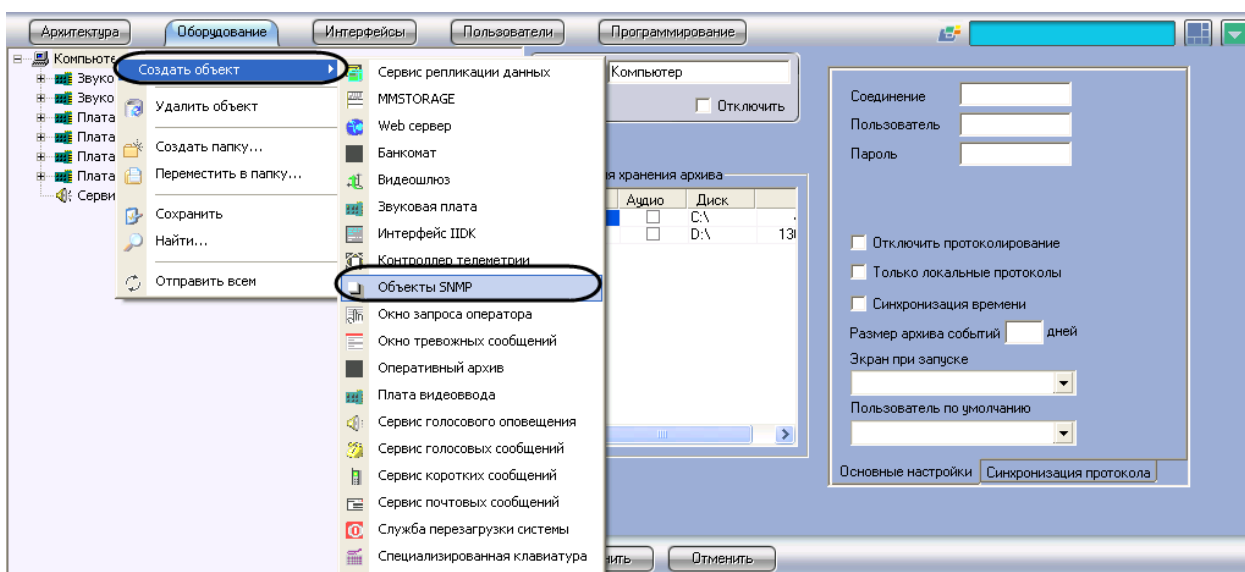 Архитектура
Оборудование
Интерфейсы
Пользователи
Программирование
Компьюте
Звуко
Звуко
Плата
Плата
Плата
Плата
Серви
Создать объект
Удалить объект
Создать папку...
Переместить в папку...
Сохранить
Найти...
Отправить всем
Сервис репликации данных
MMSTORAGE
Web сервер
Банкомат
Видеошлюз
Звуковая плата
Интерфейс IIDK
Контроллер телеметрии
Объекты SNMP
Окно запроса оператора
Окно тревожных сообщений
Оперативный архив
Плата видеоввода
Сервис голосового оповещения
Сервис голосовых сообщений
Сервис коротких сообщений
Сервис почтовых сообщений
Служба перезагрузки системы
Специализированная клавиатура
Компьютер
Отключить
я хранения архива
Аудио Диск
C:\
D:\ 13
Соединение
Пользователь
Пароль
Отключить протоколирование
Только локальные протоколы
Синхронизация времени
Размер архива событий дней
Экран при запуске
Пользователь по умолчанию
Основные настройки Синхронизация протокола
нить Отменить